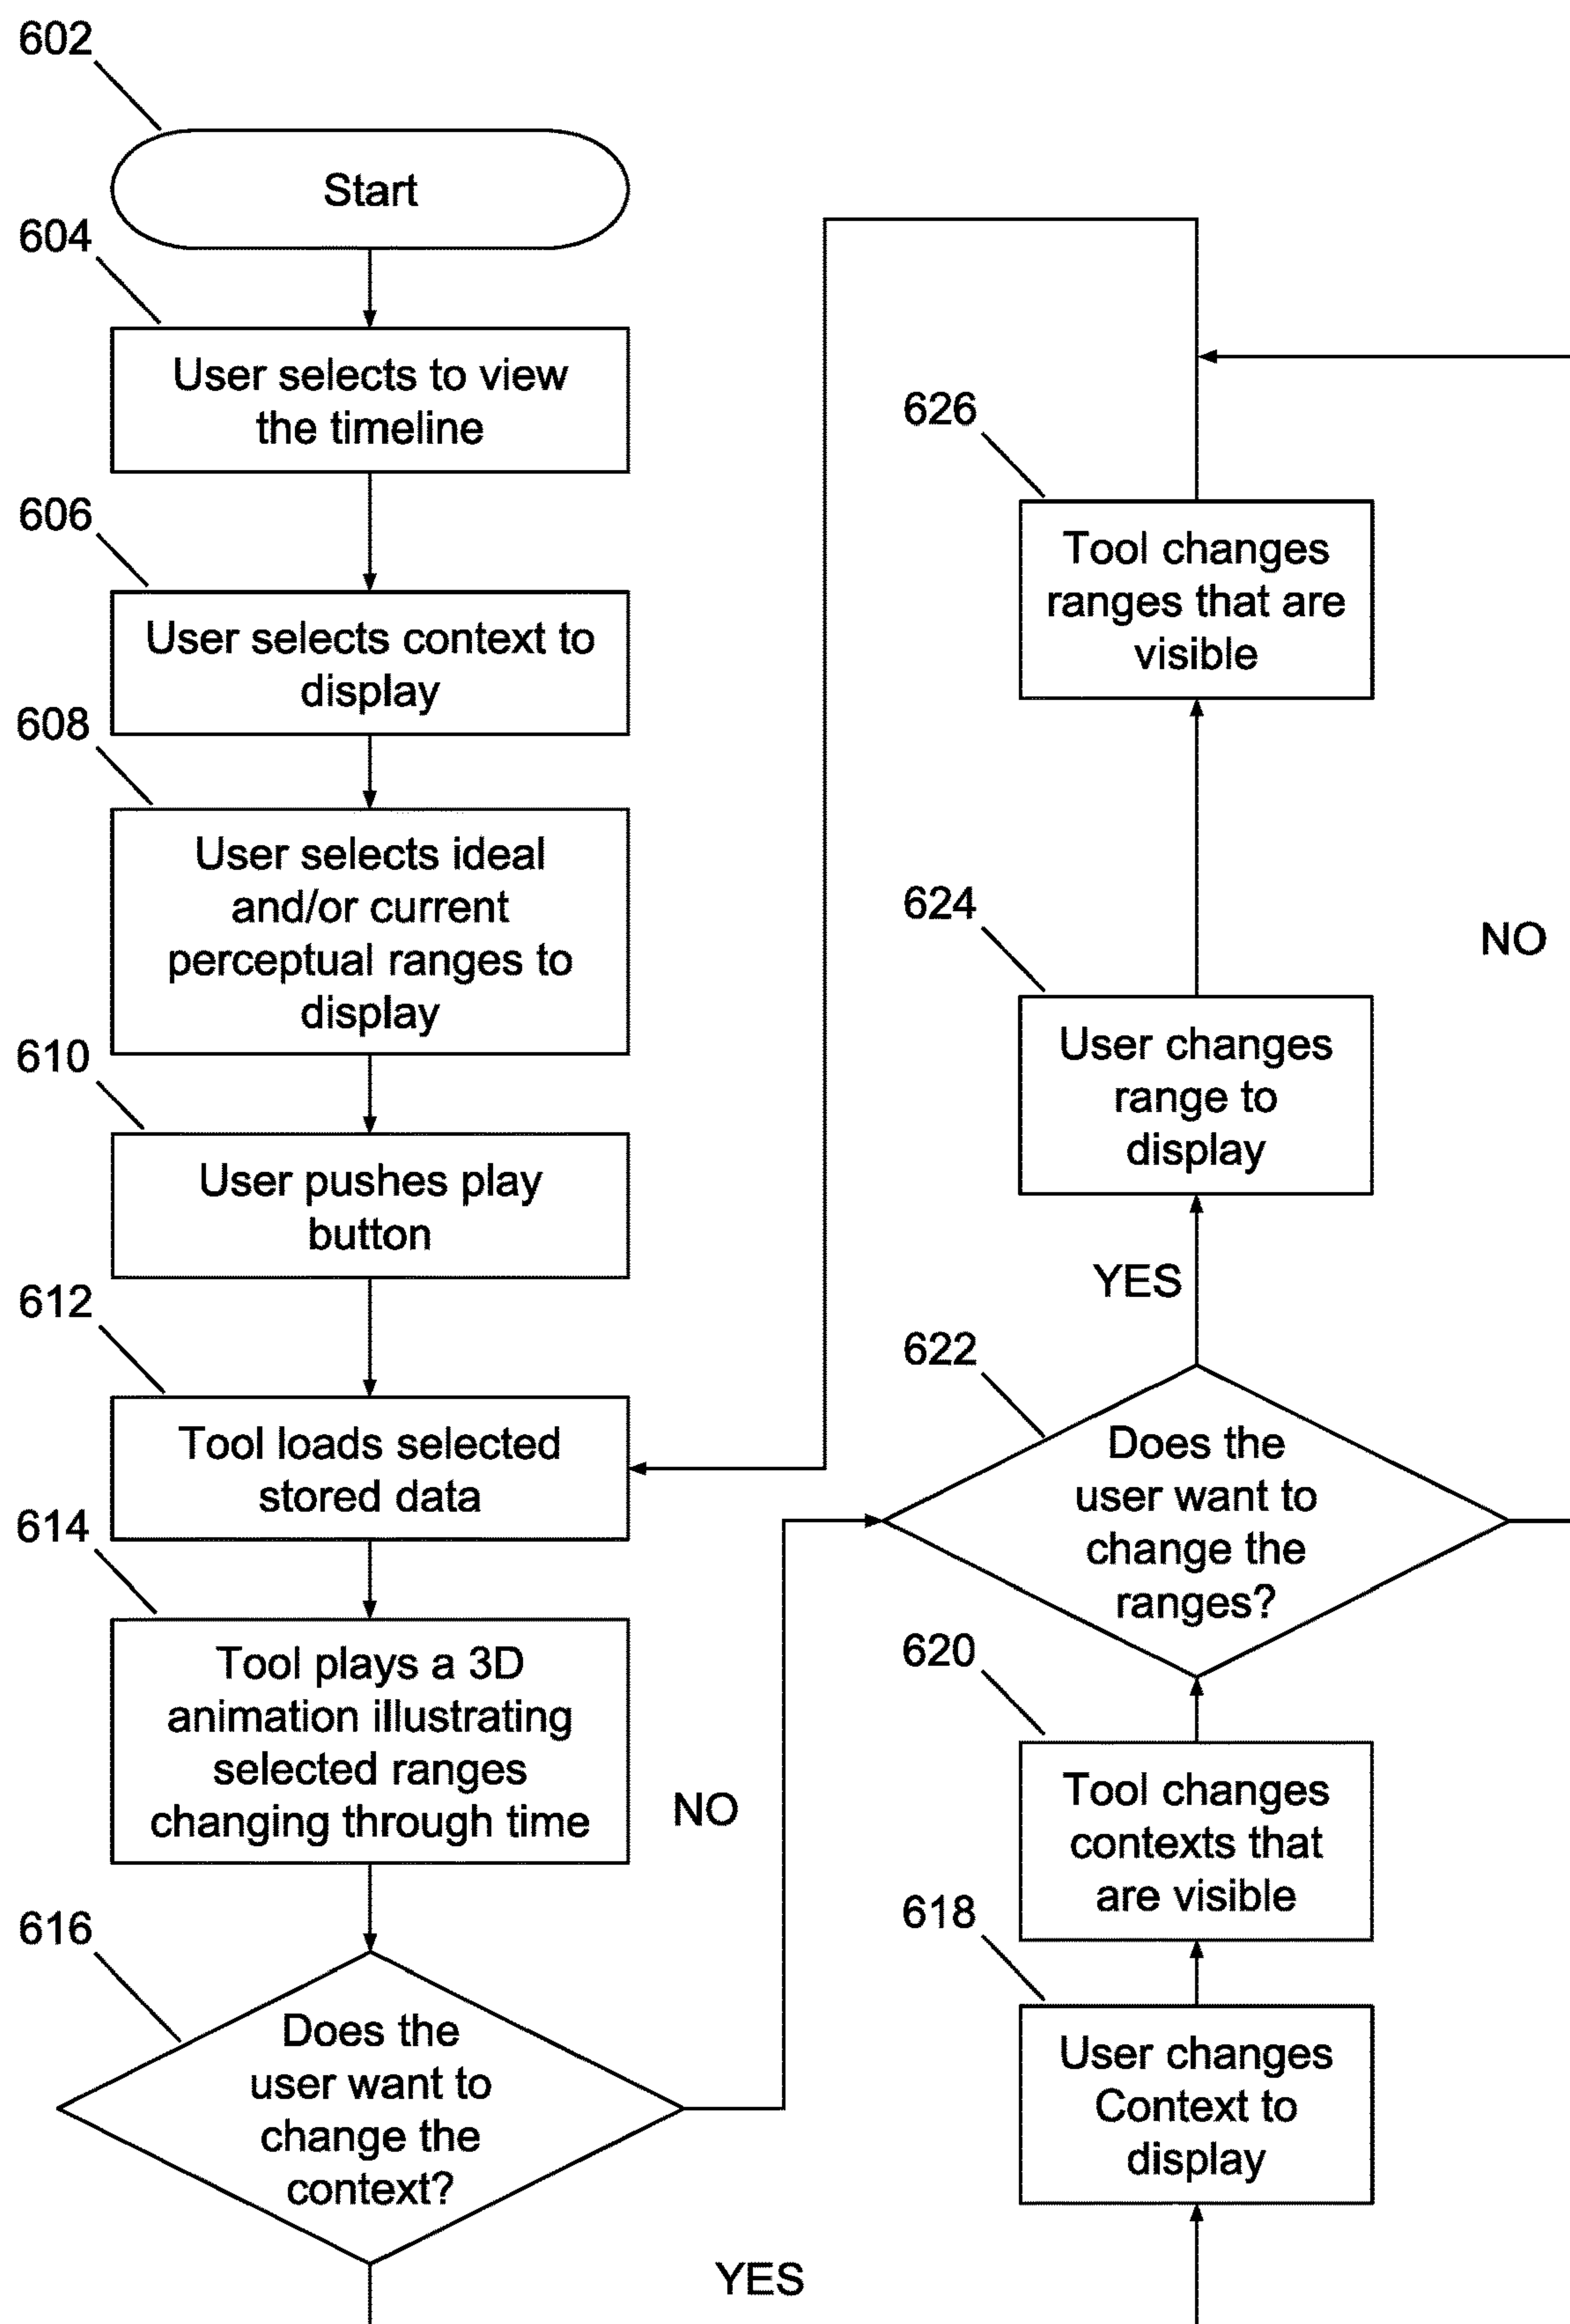 602
Start
604
User selects to view
the timeline
606
User selects context to
display
608
User selects ideal
and/or current
perceptual ranges to
display
610
User pushes play
button
612
Tool loads selected
stored data
614
Tool plays a 3D
animation illustrating
selected ranges
changing through time
NO
616
Does the
user want to
change the
context?
YES
626
Tool changes
ranges that are
visible
624
User changes
range to
display
NO
YES
622
Does the
user want to
change the
ranges?
620
Tool changes
contexts that
are visible
618
User changes
Context to
display